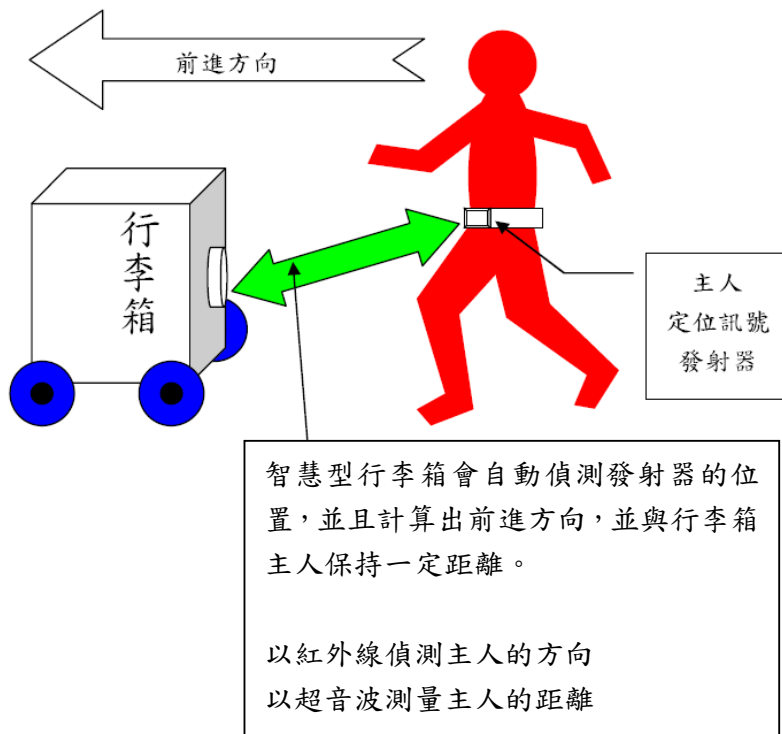 前進方向
行李箱
主人
定位訊號
發射器
智慧型行李箱會自動偵測發射器的位
置，並且計算出前進方向，並與行李箱
主人保持一定距離。
以紅外線偵測主人的方向
以超音波測量主人的距離